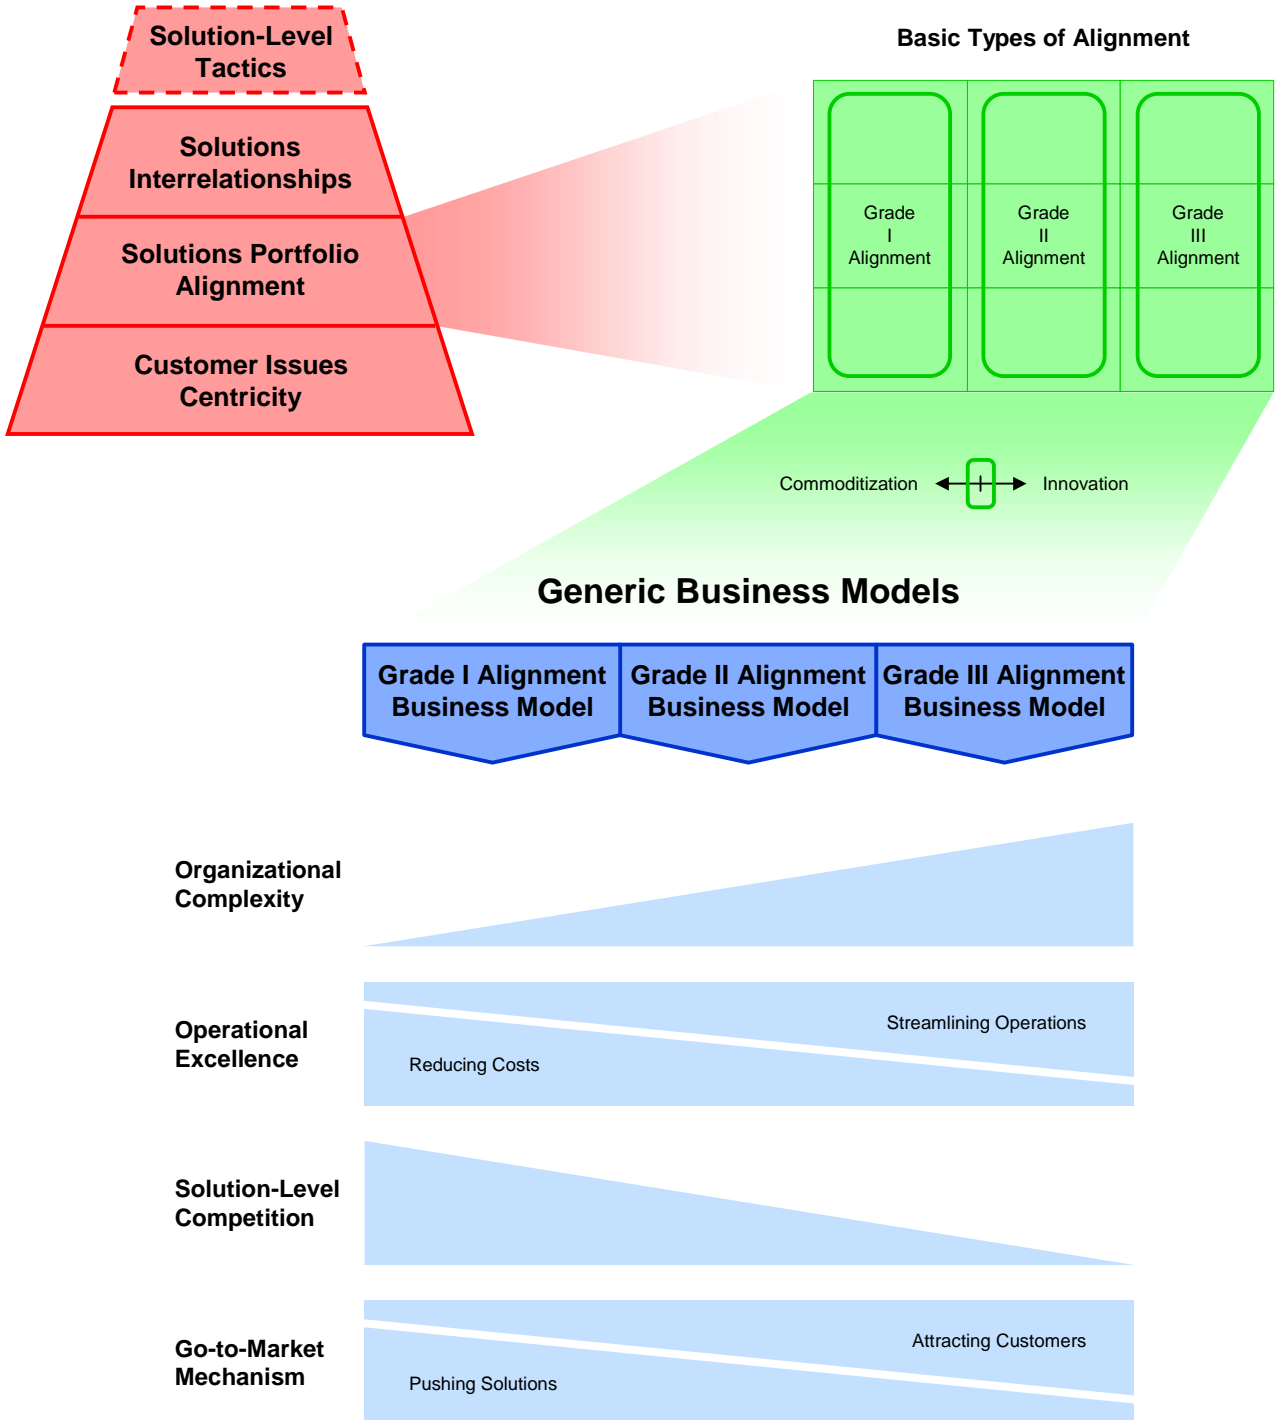 Solution-Level
Tactics
Solutions
Interrelationships
Solutions Portfolio
Alignment
Customer Issues
Centricity
Basic Types of Alignment
Grade
I
Alignment
Grade
II
Alignment
Grade
III
Alignment
Commoditization
Innovation
Generic Business Models
Grade I Alignment
Business Model
Grade II Alignment
Business Model
Grade III Alignment
Business Model
Organizational
Complexity
Operational
Excellence
Streamlining Operations
Reducing Costs
Solution-Level
Competition
Go-to-Market
Mechanism
Attracting Customers
Pushing Solutions